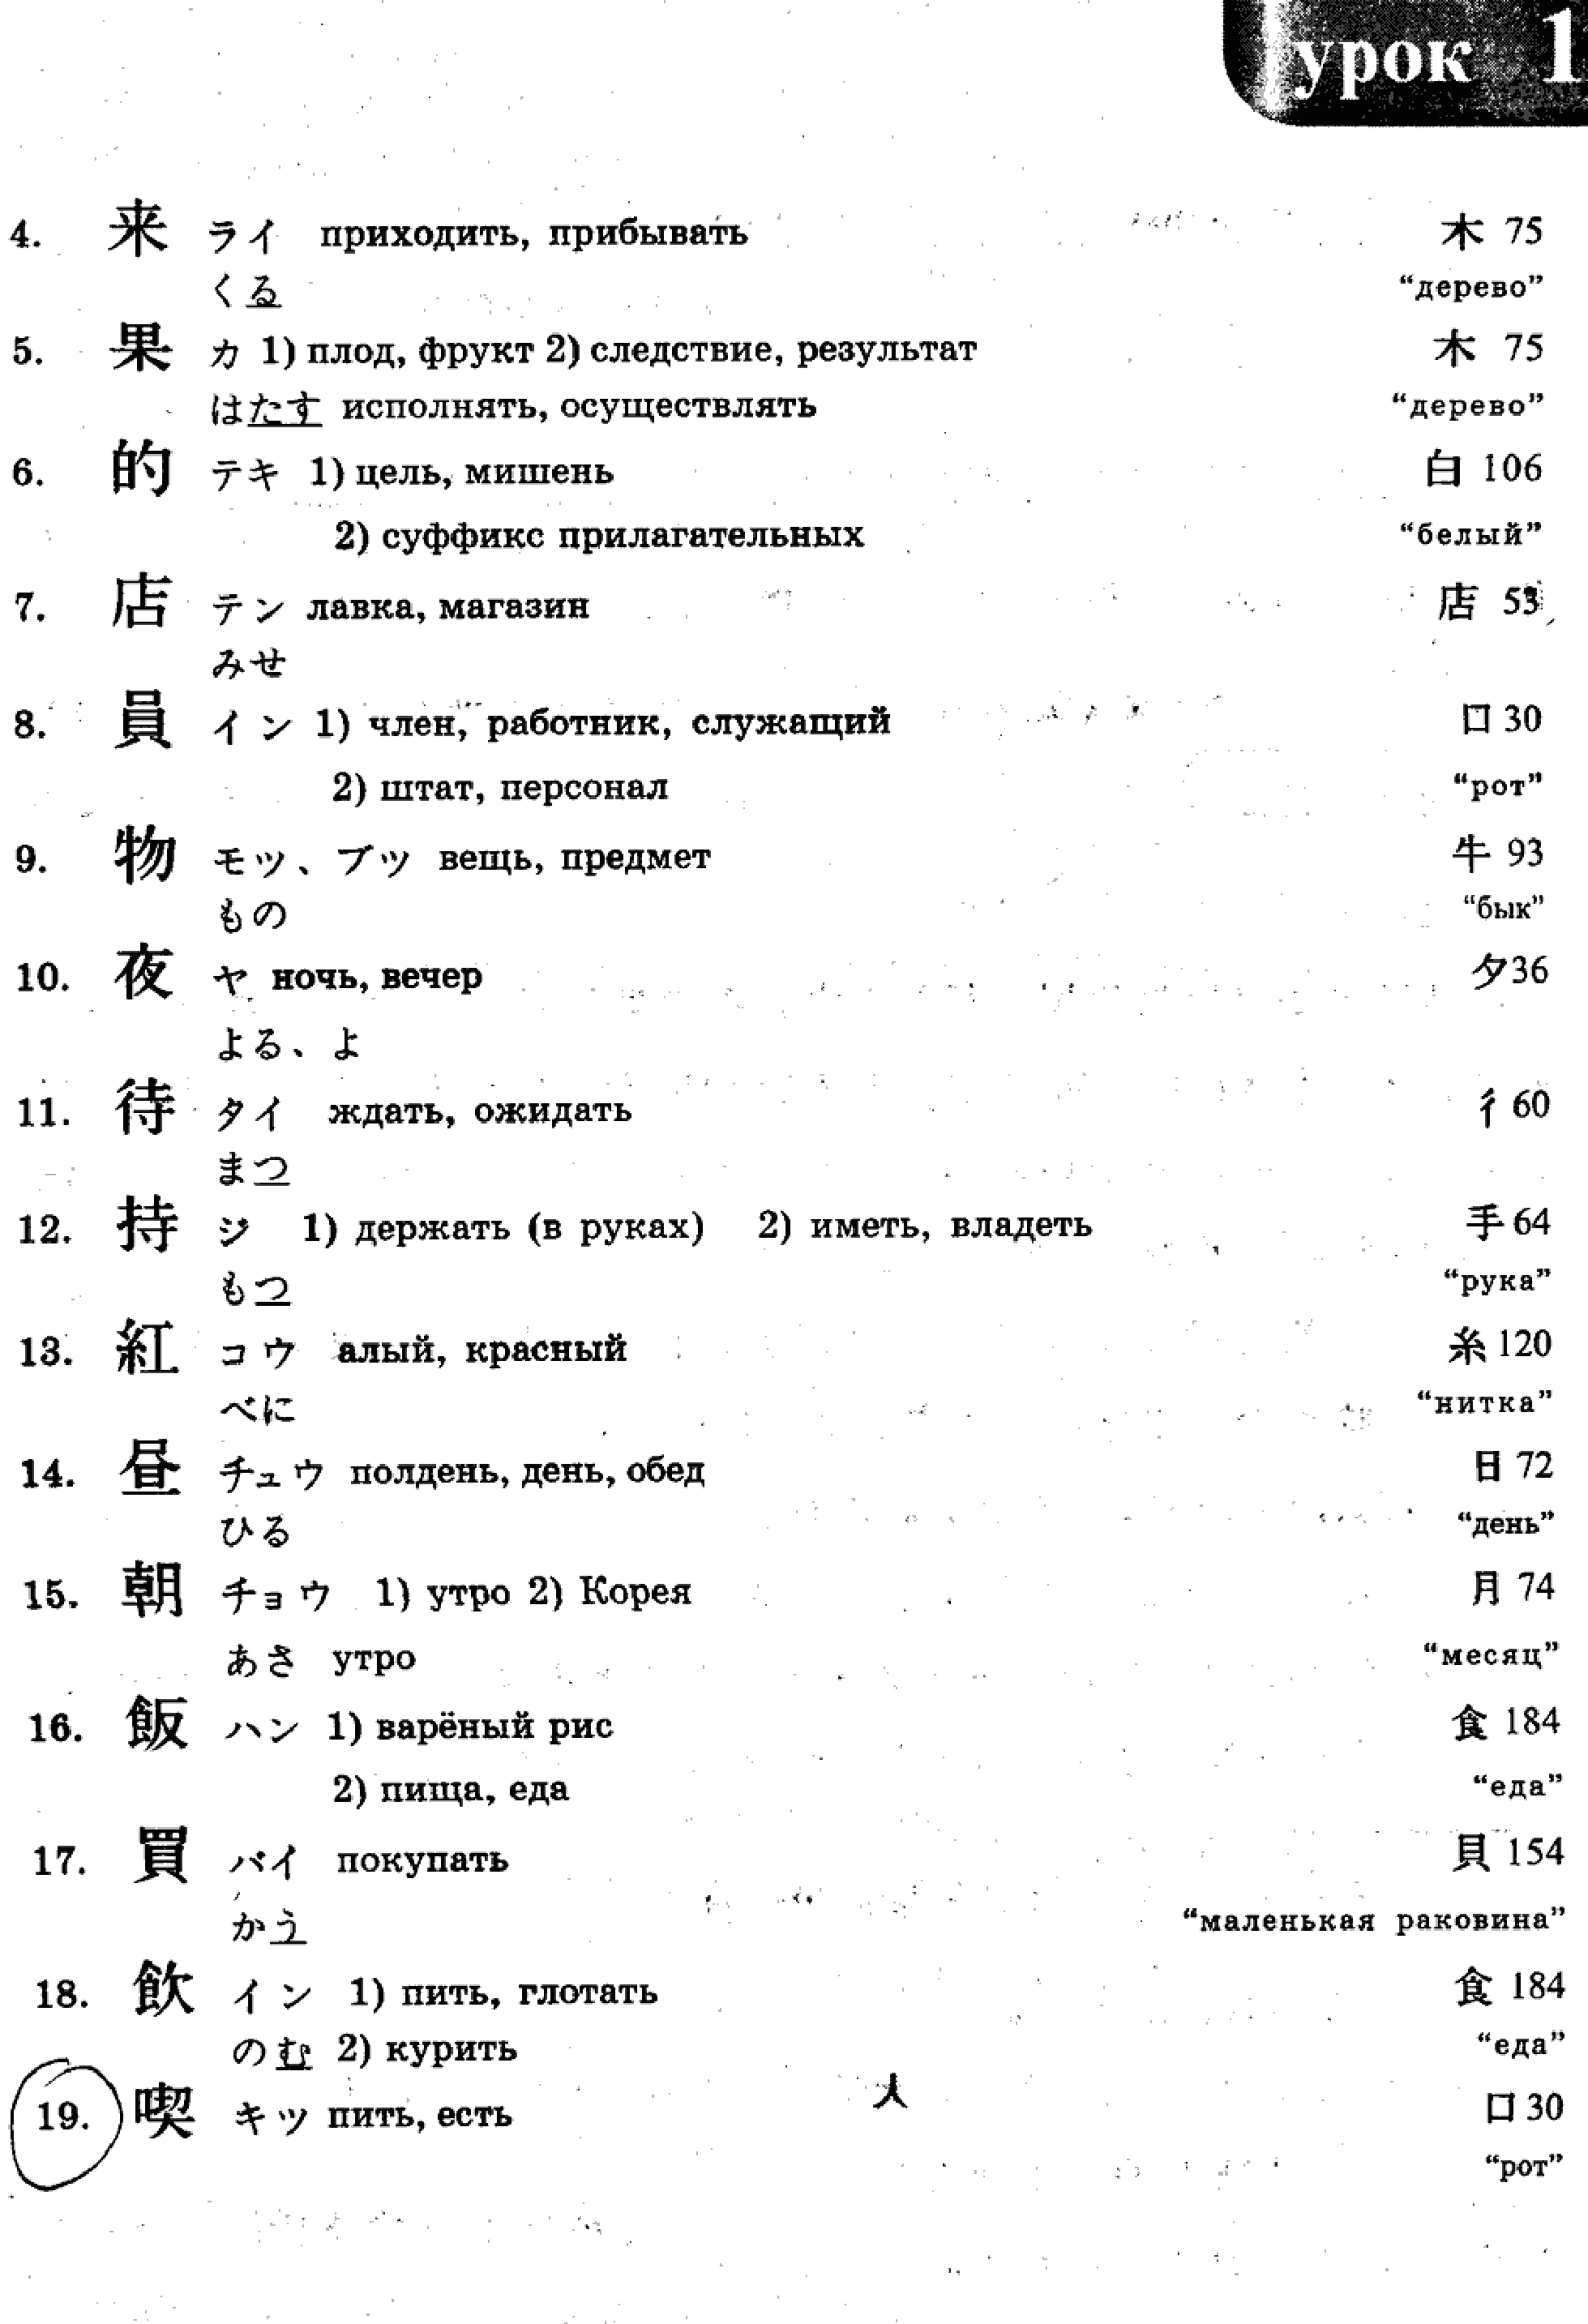 урок 1
4. 来 ライ приходить, прибывать 木 75
くる “дерево”
5. 果 カ 1) плод, фрукт 2) следствие, результат 木 75
はたす исполнять, осуществлять “дерево”
6. 的 テキ 1) цель, мишень 白 106
2) суффикс прилагательных “белый”
7. 店 テン лавка, магазин 店 53
みせ
8. 員 イン 1) член, работник, служащий 口 30
2) штат, персонал “рот”
9. 物 モツ、ブツ вещь, предмет 牛 93
もの “бык”
10. 夜 ヤ ночь, вечер 夕36
よる、よ
11. 待 タイ ждать, ожидать 彳 60
まつ
12. 持 ジ 1) держать (в руках) 2) иметь, владеть 手 64
もつ “рука”
13. 紅 コウ алый, красный 糸 120
べに “нитка”
14. 昼 チュウ полдень, день, обед 日 72
ひる “день”
15. 朝 チョウ 1) утро 2) Корея 月 74
あさ утро “месяц”
16. 飯 ハン 1) варёный рис 食 184
2) пища, еда “еда”
17. 買 バイ покупать 貝 154
かう “маленькая раковина”
18. 飲 イン 1) пить, глотать 食 184
のむ 2) курить “еда”
19. 喫 キツ пить, есть 口 30
“рот”